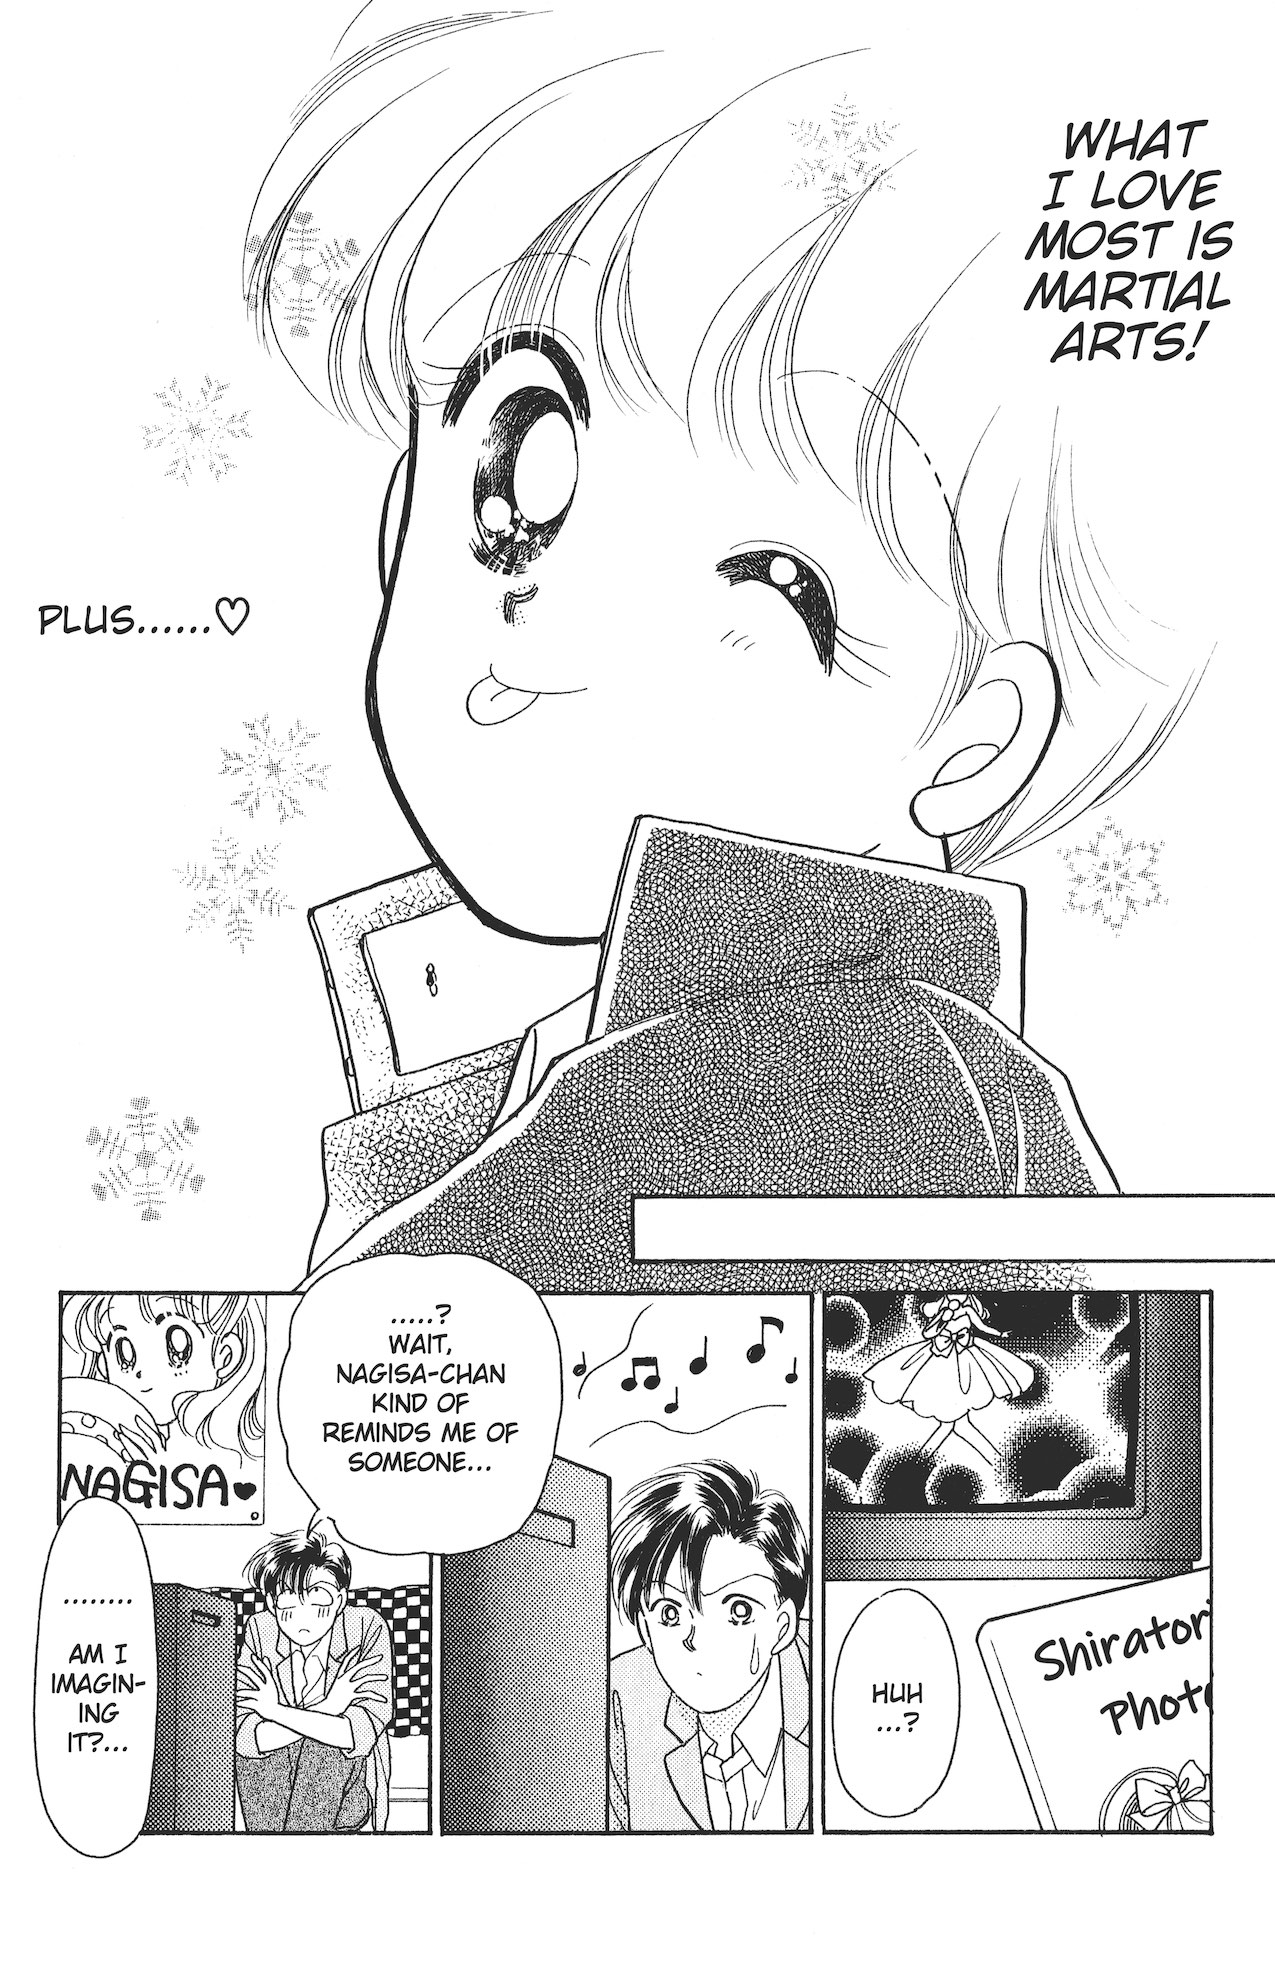 WHAT
I LOVE
MOST IS
MARTIAL
ARTS!
PLUS......♡
HUH
...?
Shiratori
Photo
.....?
WAIT,
NAGISA-CHAN
KIND OF
REMINDS ME OF
SOMEONE...
NAGISA♥
.........
AM I
IMAGIN-
ING
IT?...